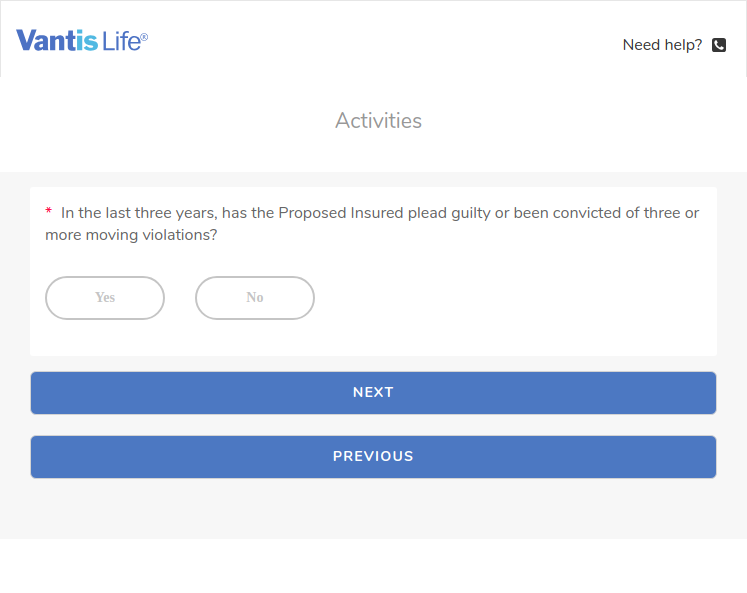 Vantis Life®
Need help?
Activities
* In the last three years, has the Proposed Insured plead guilty or been convicted of three or
more moving violations?
Yes
No
NEXT
PREVIOUS